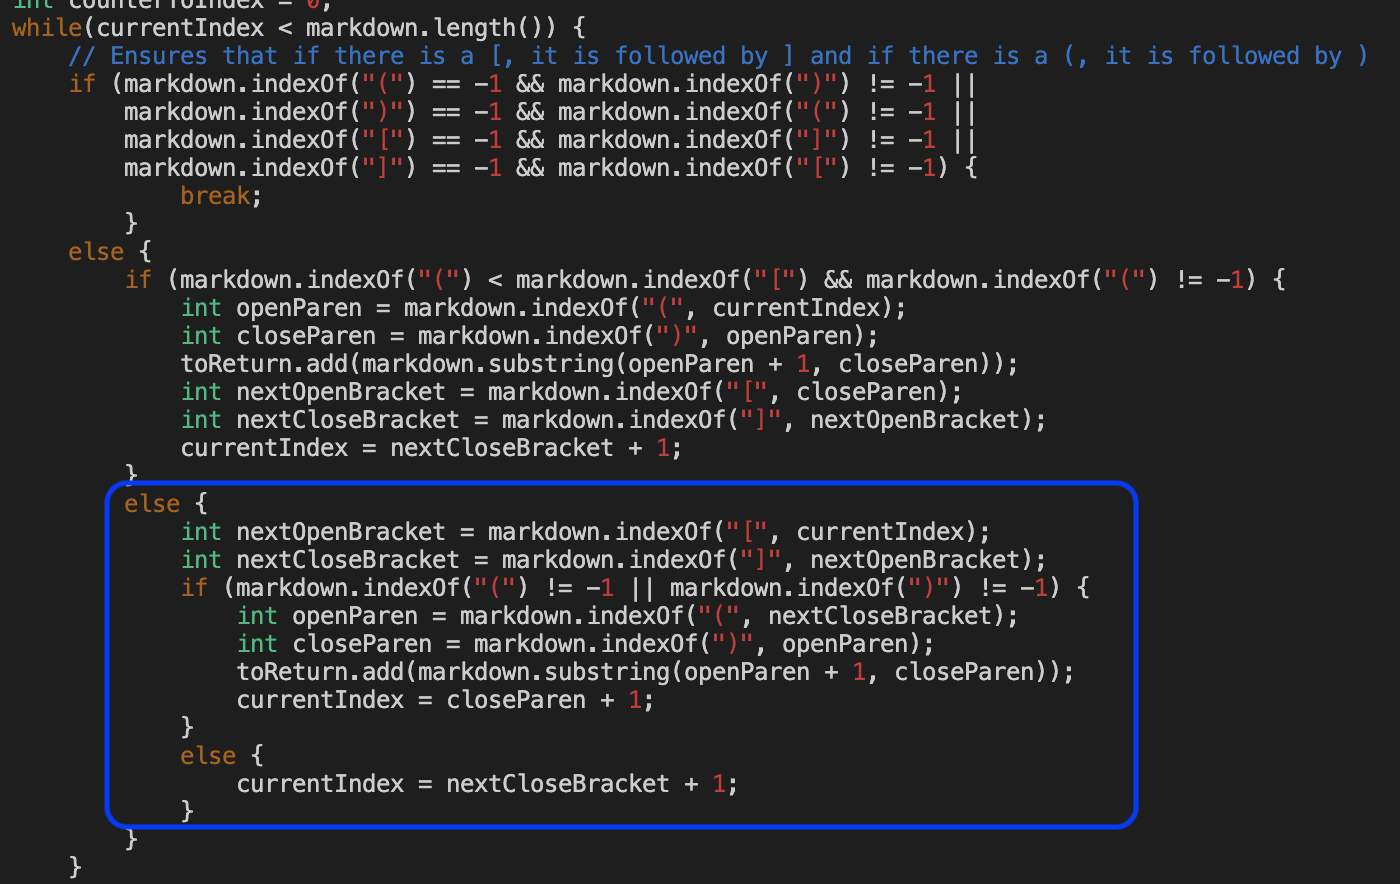 int counterToIndex = 0;
while(currentIndex < markdown.length()) {
// Ensures that if there is a [, it is followed by ] and if there is a (, it is followed by )
if (markdown.indexOf("(") == -1 && markdown.indexOf(")") != -1 ||
markdown.indexOf(")") == -1 && markdown.indexOf("(") != -1 ||
markdown.indexOf("[") == -1 && markdown.indexOf("]") != -1 ||
markdown.indexOf("]") == -1 && markdown.indexOf("[") != -1) {
break;
}
else {
if (markdown.indexOf("(") < markdown.indexOf("[") && markdown.indexOf("(") != -1) {
int openParen = markdown.indexOf("(", currentIndex);
int closeParen = markdown.indexOf(")", openParen);
toReturn.add(markdown.substring(openParen + 1, closeParen));
int nextOpenBracket = markdown.indexOf("[", closeParen);
int nextCloseBracket = markdown.indexOf("]", nextOpenBracket);
currentIndex = nextCloseBracket + 1;
}
else {
int nextOpenBracket = markdown.indexOf("[", currentIndex);
int nextCloseBracket = markdown.indexOf("]", nextOpenBracket);
if (markdown.indexOf("(") != -1 || markdown.indexOf(")") != -1) {
int openParen = markdown.indexOf("(", nextCloseBracket);
int closeParen = markdown.indexOf(")", openParen);
toReturn.add(markdown.substring(openParen + 1, closeParen));
currentIndex = closeParen + 1;
}
else {
currentIndex = nextCloseBracket + 1;
}
}
}